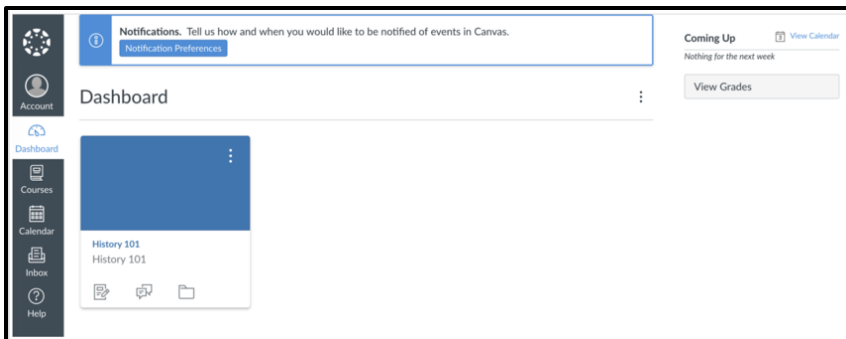 Notifications. Tell us how and when you would like to be notified of events in Canvas.
Notification Preferences
Coming Up
View Calendar
Nothing for the next week
View Grades
Account
Dashboard
Courses
Calendar
Inbox
Help
Dashboard
History 101
History 101